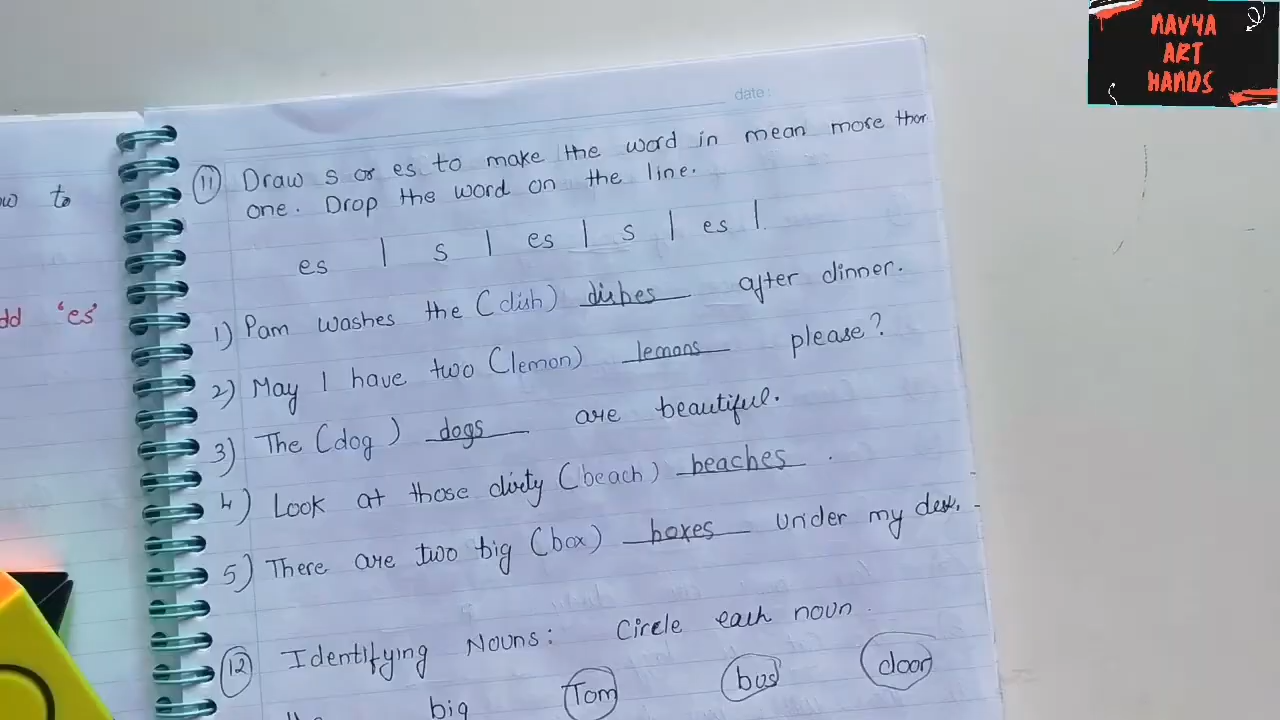 NAVYA
ART
HANDS
date:
to
dd 'es'
11 Draw s or es to make the word in mean more than
one. Drop the word on the line.
es | s | es | s | es |
1) Pam washes the (dish) dishes after dinner.
2) May I have two (lemon) lemons please?
3) The (dog) dogs are beautiful.
4) Look at those dirty (beach) beaches.
5) There are two big (box) boxes under my desk.
12 Identifying Nouns: Circle each noun.
big Tom bus door